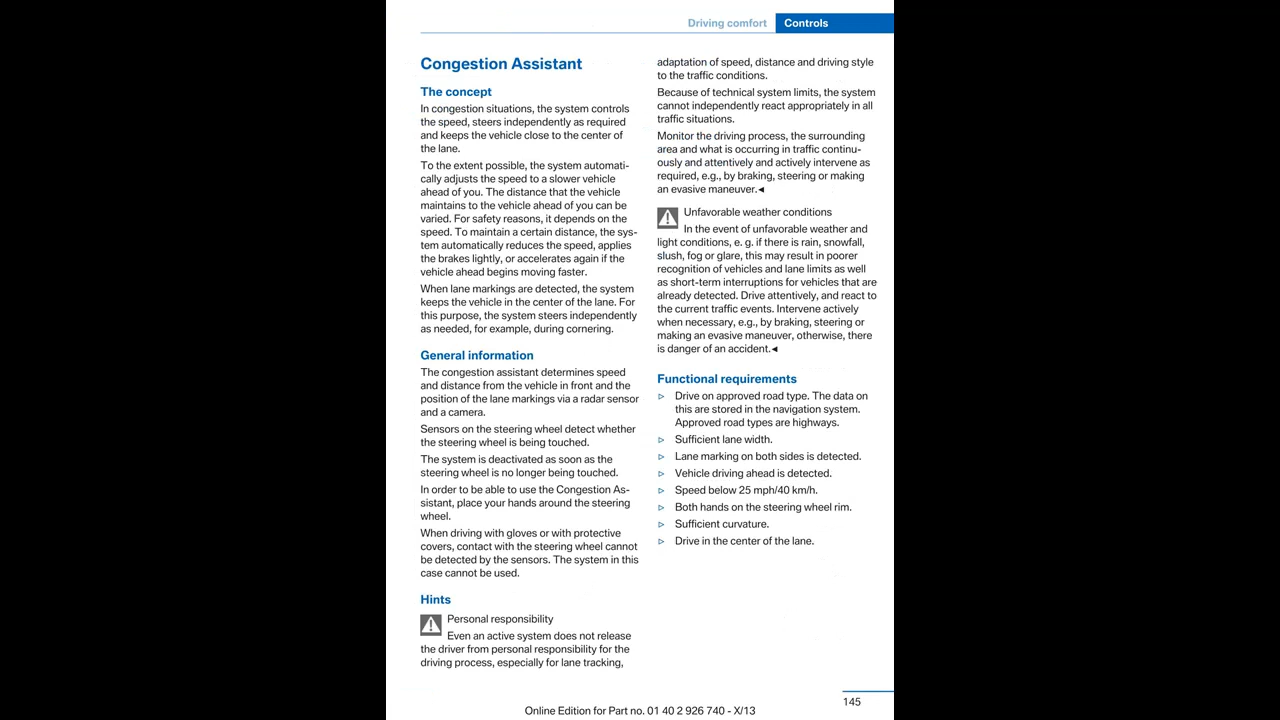 Driving comfort Controls
Congestion Assistant
The concept
In congestion situations, the system controls
the speed, steers independently as required
and keeps the vehicle close to the center of
the lane.
To the extent possible, the system automati-
cally adjusts the speed to a slower vehicle
ahead of you. The distance that the vehicle
maintains to the vehicle ahead of you can be
varied. For safety reasons, it depends on the
speed. To maintain a certain distance, the sys-
tem automatically reduces the speed, applies
the brakes lightly, or accelerates again if the
vehicle ahead begins moving faster.
When lane markings are detected, the system
keeps the vehicle in the center of the lane. For
this purpose, the system steers independently
as needed, for example, during cornering.
General information
The congestion assistant determines speed
and distance from the vehicle in front and the
position of the lane markings via a radar sensor
and a camera.
Sensors on the steering wheel detect whether
the steering wheel is being touched.
The system is deactivated as soon as the
steering wheel is no longer being touched.
In order to be able to use the Congestion As-
sistant, place your hands around the steering
wheel.
When driving with gloves or with protective
covers, contact with the steering wheel cannot
be detected by the sensors. The system in this
case cannot be used.
Hints
Personal responsibility
Even an active system does not release
the driver from personal responsibility for the
driving process, especially for lane tracking,
adaptation of speed, distance and driving style
to the traffic conditions.
Because of technical system limits, the system
cannot independently react appropriately in all
traffic situations.
Monitor the driving process, the surrounding
area and what is occurring in traffic continu-
ously and attentively and actively intervene as
required, e.g., by braking, steering or making
an evasive maneuver.◄
Unfavorable weather conditions
In the event of unfavorable weather and
light conditions, e. g. if there is rain, snowfall,
slush, fog or glare, this may result in poorer
recognition of vehicles and lane limits as well
as short-term interruptions for vehicles that are
already detected. Drive attentively, and react to
the current traffic events. Intervene actively
when necessary, e.g., by braking, steering or
making an evasive maneuver, otherwise, there
is danger of an accident.◄
Functional requirements
▷ Drive on approved road type. The data on
this are stored in the navigation system.
Approved road types are highways.
▷ Sufficient lane width.
▷ Lane marking on both sides is detected.
▷ Vehicle driving ahead is detected.
▷ Speed below 25 mph/40 km/h.
▷ Both hands on the steering wheel rim.
▷ Sufficient curvature.
▷ Drive in the center of the lane.
145
Online Edition for Part no. 01 40 2 926 740 - X/13